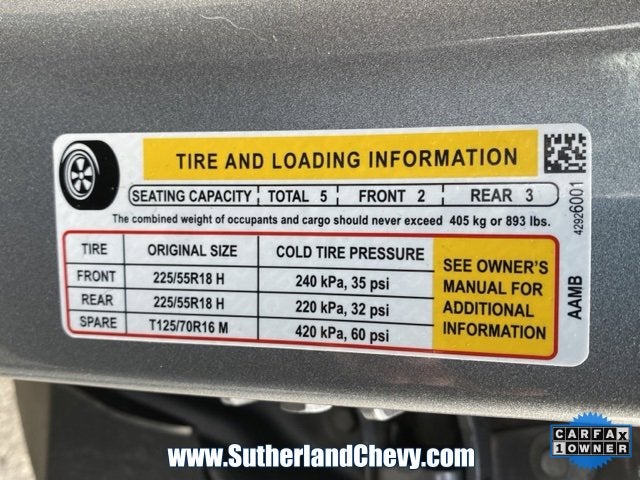 TIRE AND LOADING INFORMATION
SEATING CAPACITY TOTAL 5 FRONT 2 REAR 3
The combined weight of occupants and cargo should never exceed 405 kg or 893 lbs.
TIRE ORIGINAL SIZE COLD TIRE PRESSURE
FRONT 225/55R18 H 240 kPa, 35 psi
REAR 225/55R18 H 220 kPa, 32 psi
SPARE T125/70R16 M 420 kPa, 60 psi
SEE OWNER'S
MANUAL FOR
ADDITIONAL
INFORMATION
42926001
AAMB
www.SutherlandChevy.com
CARFAX
1 OWNER